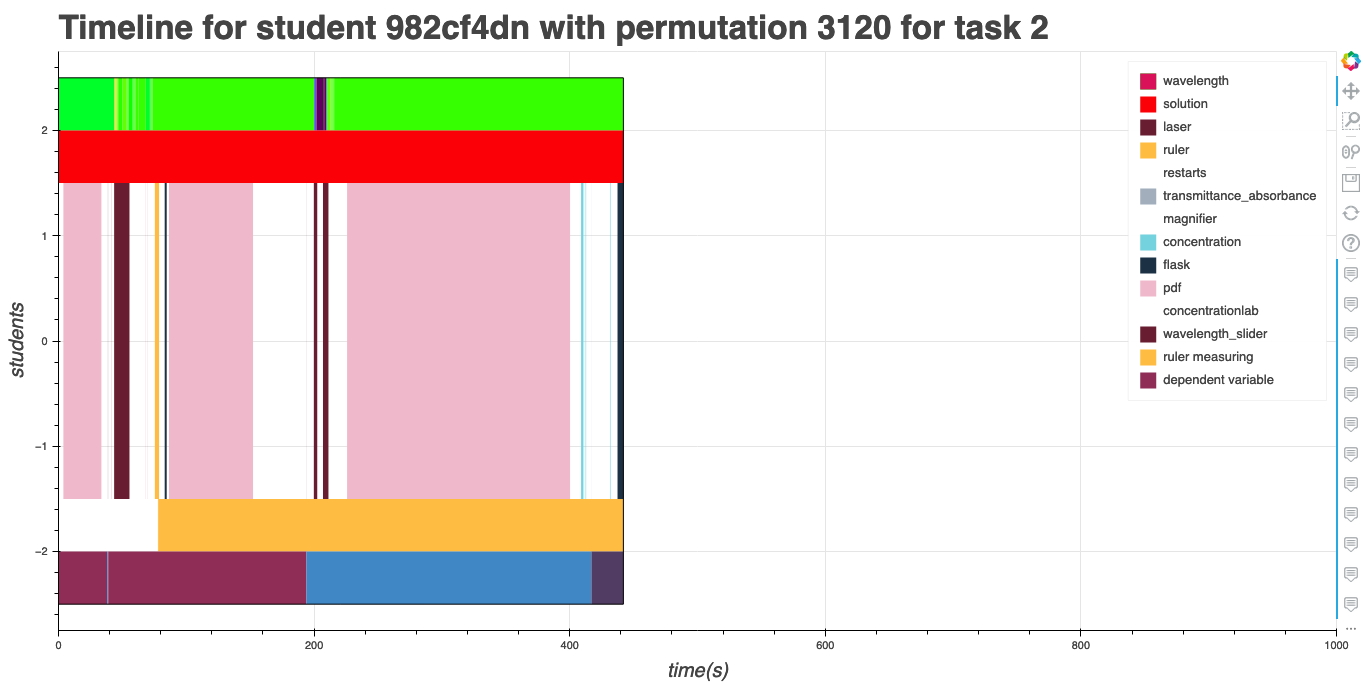 Timeline for student 982cf4dn with permutation 3120 for task 2
wavelength
solution
laser
ruler
restarts
transmittance_absorbance
magnifier
concentration
flask
pdf
concentrationlab
wavelength_slider
ruler measuring
dependent variable
students
2
1
0
−1
−2
0 200 400 600 800 1000
time(s)